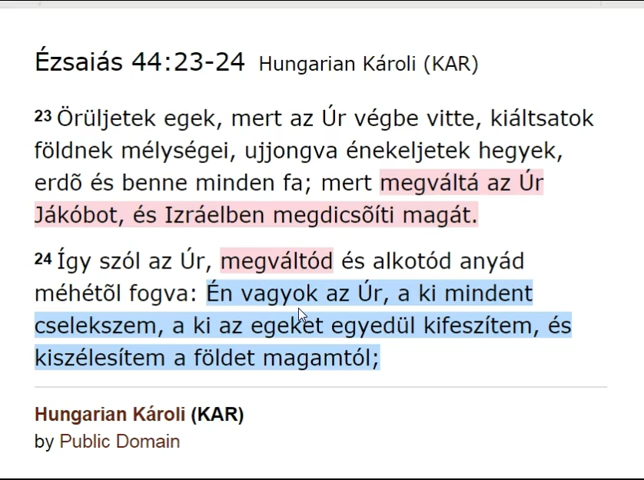 Ézsaiás 44:23-24 Hungarian Károli (KAR)
23 Örüljetek egek, mert az Úr végbe vitte, kiáltsatok
földnek mélységei, ujjongva énekeljetek hegyek,
erdõ és benne minden fa; mert megváltá az Úr
Jákóbot, és Izráelben megdicsõíti magát.
24 Így szól az Úr, megváltód és alkotód anyád
méhétõl fogva: Én vagyok az Úr, a ki mindent
cselekszem, a ki az egeket egyedül kifeszítem, és
kiszélesítem a földet magamtól;
Hungarian Károli (KAR)
by Public Domain